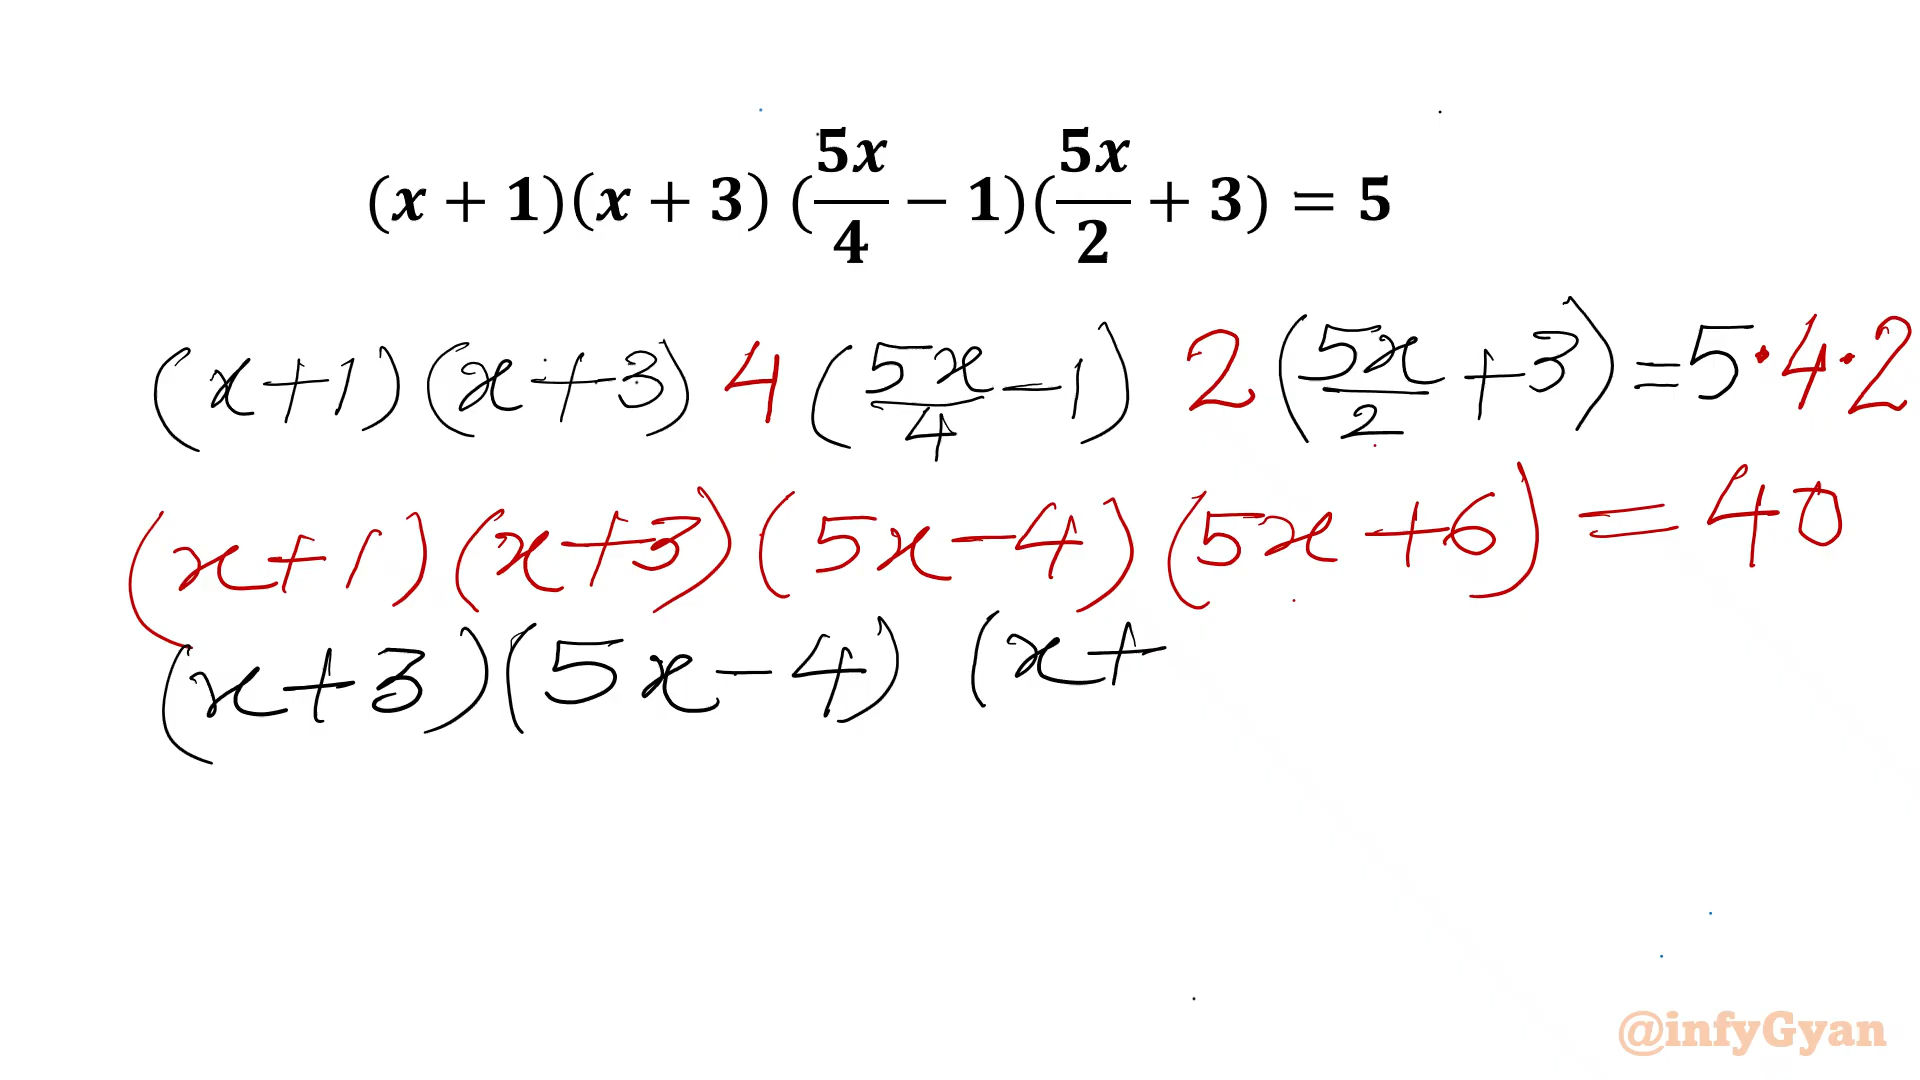 (x + 1)(x + 3) (5x/4 − 1)(5x/2 + 3) = 5
(x+1)(x+3) 4 (5x/4 −1) 2 (5x/2 +3) = 5·4·2
(x+1)(x+3)(5x−4)(5x+6) = 40
(x+3)(5x−4) (x+
@infyGyan